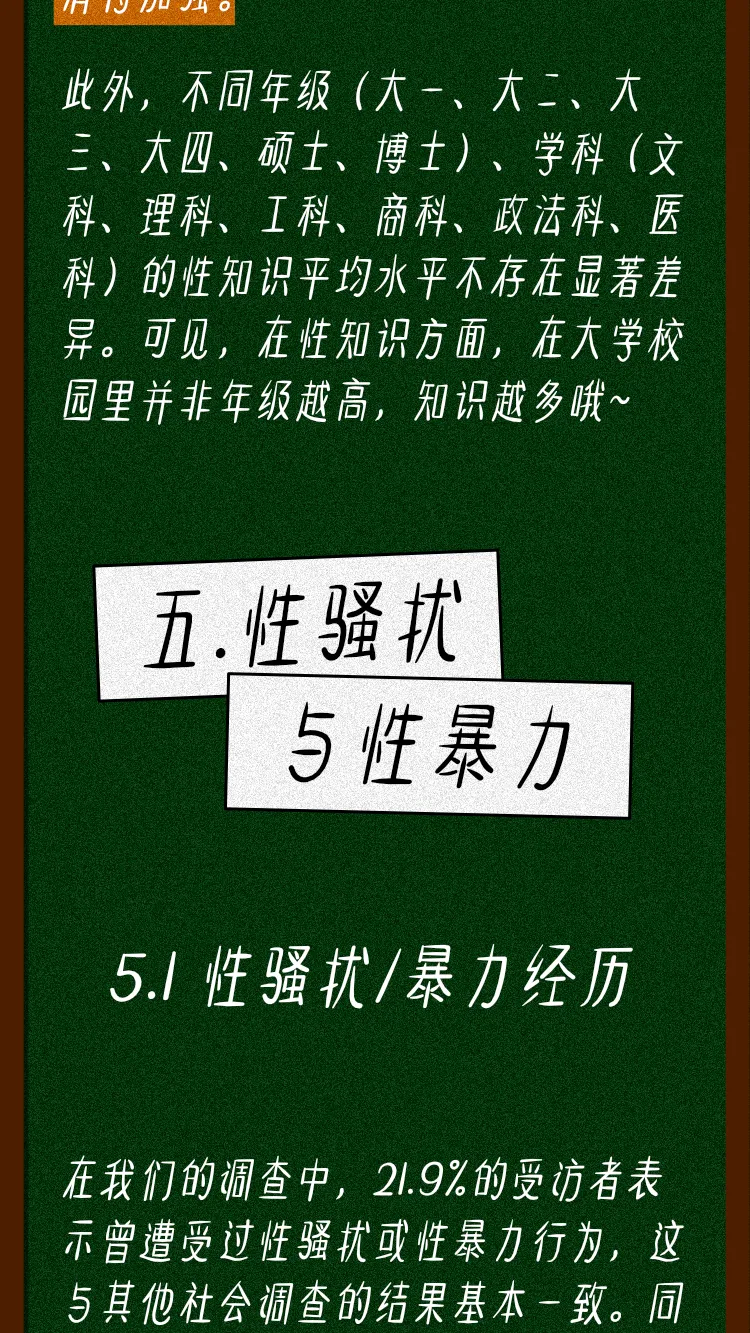 此外，不同年级（大一、大二、大
三、大四、硕士、博士）、学科（文
科、理科、工科、商科、政法科、医
科）的性知识平均水平不存在显著差
异。可见，在性知识方面，在大学校
园里并非年级越高，知识越多哦~
五.性骚扰
与性暴力
5.1 性骚扰/暴力经历
在我们的调查中，21.9%的受访者表
示曾遭受过性骚扰或性暴力行为，这
与其他社会调查的结果基本一致。同